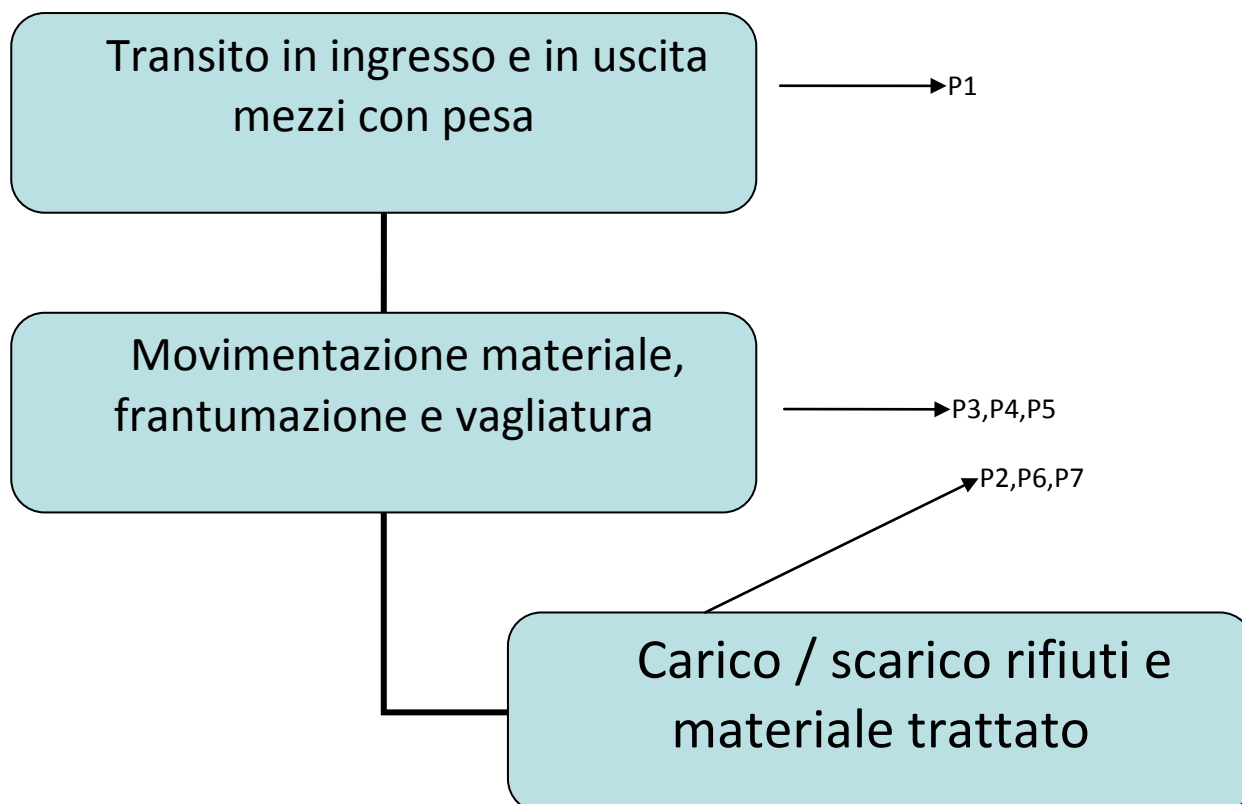 Transito in ingresso e in uscita
mezzi con pesa
P1
Movimentazione materiale,
frantumazione e vagliatura
P3,P4,P5
P2,P6,P7
Carico / scarico rifiuti e
materiale trattato